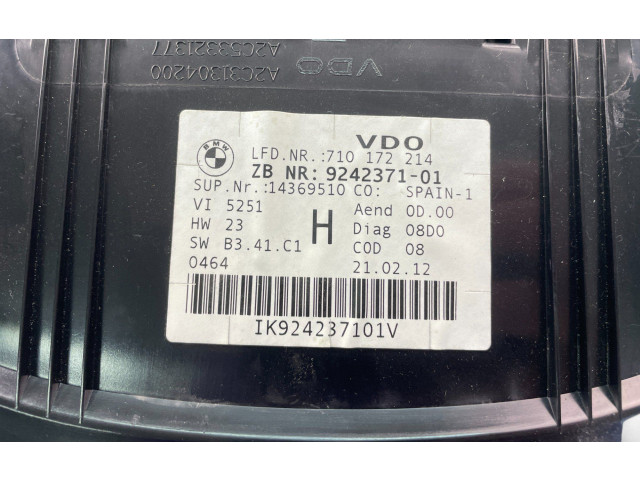 A2C53321377
A2C31304200
VDO
BMW
VDO
LFD.NR.:710 172 214
ZB NR: 9242371-01
SUP.Nr.:14369510 CO: SPAIN-1
VI 5251 Aend 0D.00
HW 23 H Diag 08D0
SW B3.41.C1 COD 08
0464 21.02.12
IK924237101V